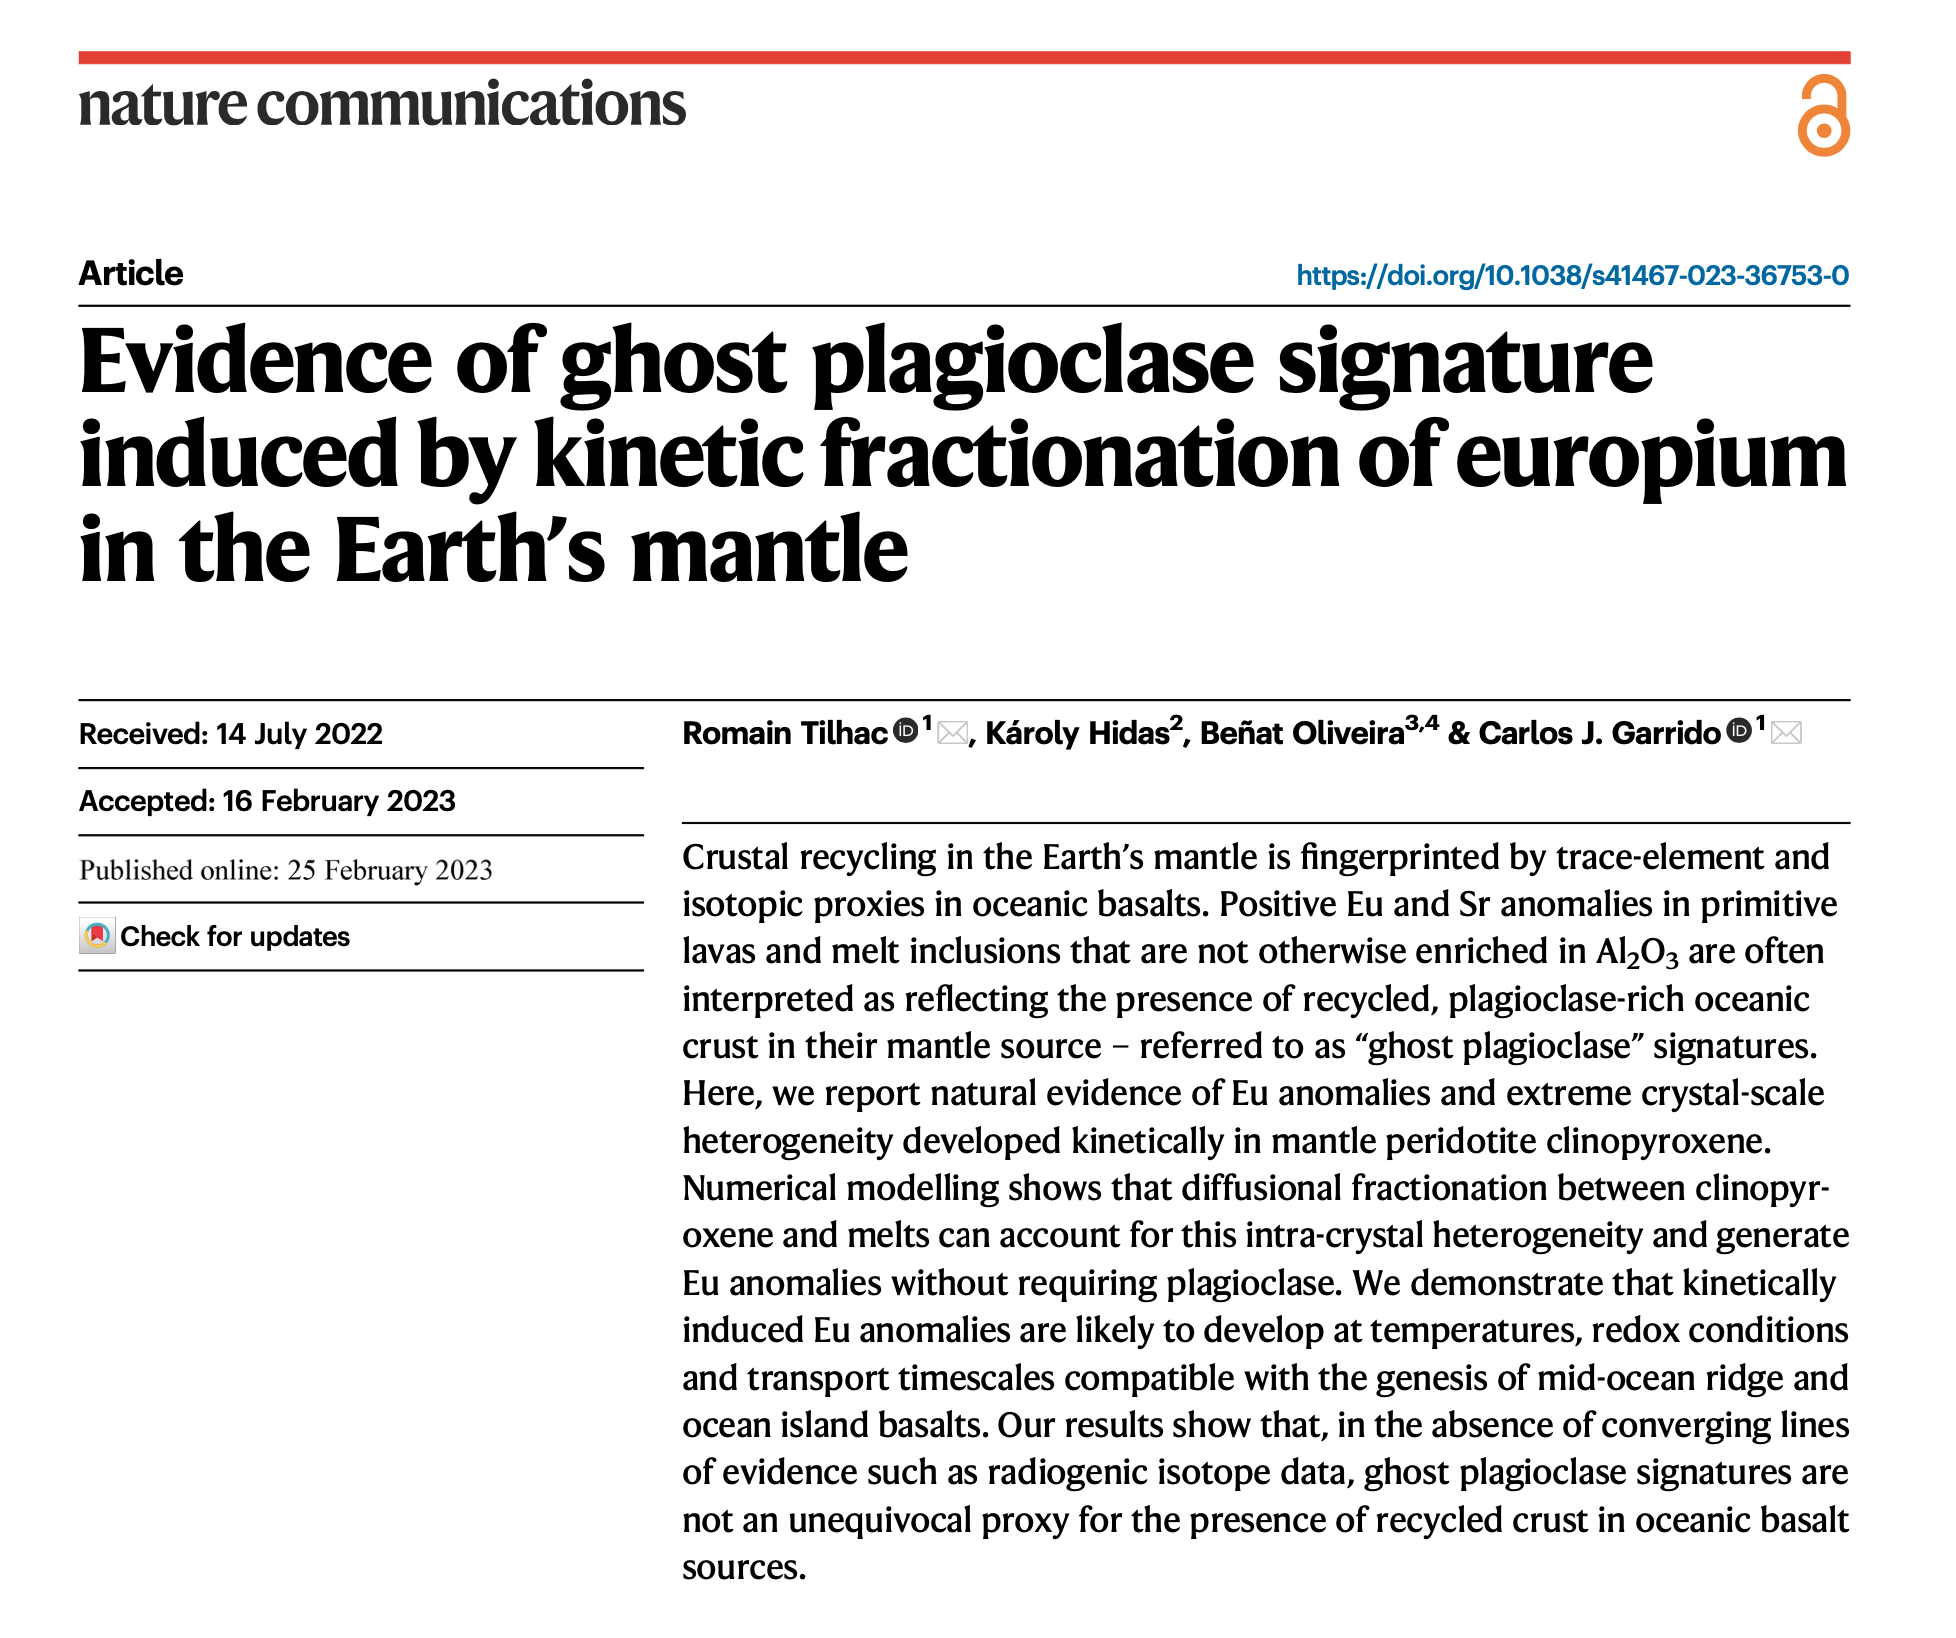 nature communications
Article
https://doi.org/10.1038/s41467-023-36753-0
Evidence of ghost plagioclase signature
induced by kinetic fractionation of europium
in the Earth’s mantle
Received: 14 July 2022
Accepted: 16 February 2023
Published online: 25 February 2023
Check for updates
Romain Tilhac iD 1, Károly Hidas2, Beñat Oliveira3,4 & Carlos J. Garrido iD 1
Crustal recycling in the Earth’s mantle is fingerprinted by trace-element and
isotopic proxies in oceanic basalts. Positive Eu and Sr anomalies in primitive
lavas and melt inclusions that are not otherwise enriched in Al2O3 are often
interpreted as reflecting the presence of recycled, plagioclase-rich oceanic
crust in their mantle source – referred to as “ghost plagioclase” signatures.
Here, we report natural evidence of Eu anomalies and extreme crystal-scale
heterogeneity developed kinetically in mantle peridotite clinopyroxene.
Numerical modelling shows that diffusional fractionation between clinopyr-
oxene and melts can account for this intra-crystal heterogeneity and generate
Eu anomalies without requiring plagioclase. We demonstrate that kinetically
induced Eu anomalies are likely to develop at temperatures, redox conditions
and transport timescales compatible with the genesis of mid-ocean ridge and
ocean island basalts. Our results show that, in the absence of converging lines
of evidence such as radiogenic isotope data, ghost plagioclase signatures are
not an unequivocal proxy for the presence of recycled crust in oceanic basalt
sources.